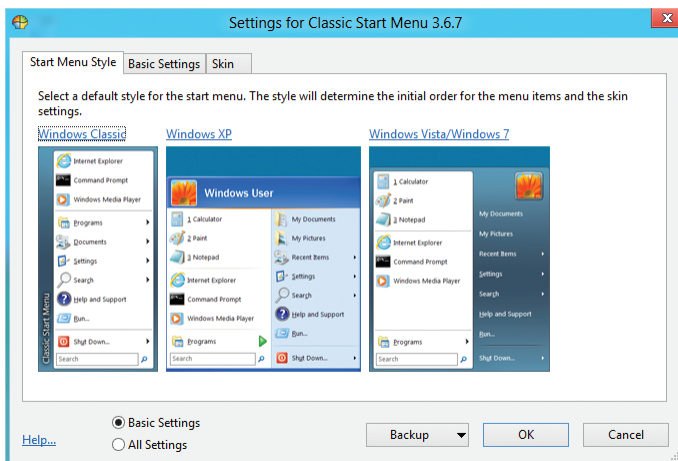 Settings for Classic Start Menu 3.6.7
x
Start Menu Style
Basic Settings
Skin
Select a default style for the start menu. The style will determine the initial order for the menu items and the skin
settings.
Windows Classic
Windows XP
Windows Vista/Windows 7
Internet Explorer
Command Prompt
Windows Media Player
Programs
Documents
Settings
Search
Help and Support
Run...
Shut Down...
Search
Classic Start Menu
Windows User
1 Calculator
2 Paint
3 Notepad
Internet Explorer
Command Prompt
Windows Media Player
Programs
Search
My Documents
My Pictures
Recent Items
Settings
Search
Help and Support
Run...
Shut Down...
1 Calculator
2 Paint
3 Notepad
Internet Explorer
Command Prompt
Windows Media Player
Programs
Search
My Documents
My Pictures
Recent Items
Settings
Search
Help and Support
Run...
Shut Down...
Help...
Basic Settings
All Settings
Backup
OK
Cancel